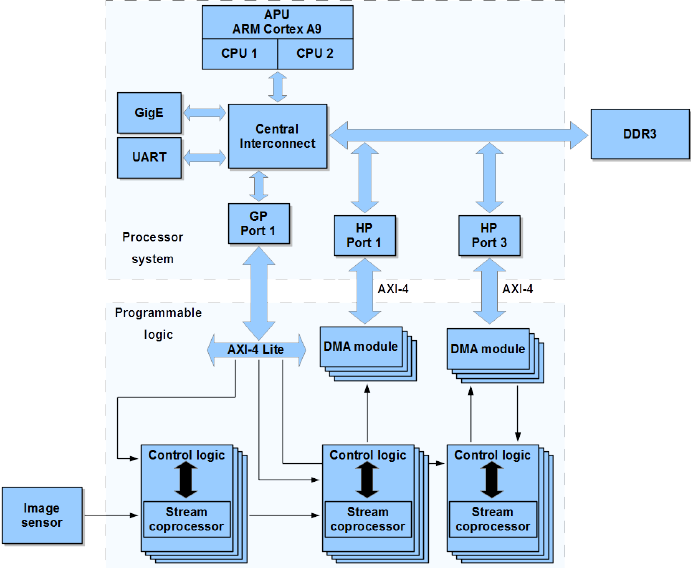 APU
ARM Cortex A9
CPU 1
CPU 2
GigE
Central
Interconnect
DDR3
UART
GP
Port 1
HP
Port 1
HP
Port 3
Processor
system
AXI-4
AXI-4
Programmable
logic
AXI-4 Lite
DMA module
DMA module
Control logic
Control logic
Control logic
Image
sensor
Stream
coprocessor
Stream
coprocessor
Stream
coprocessor